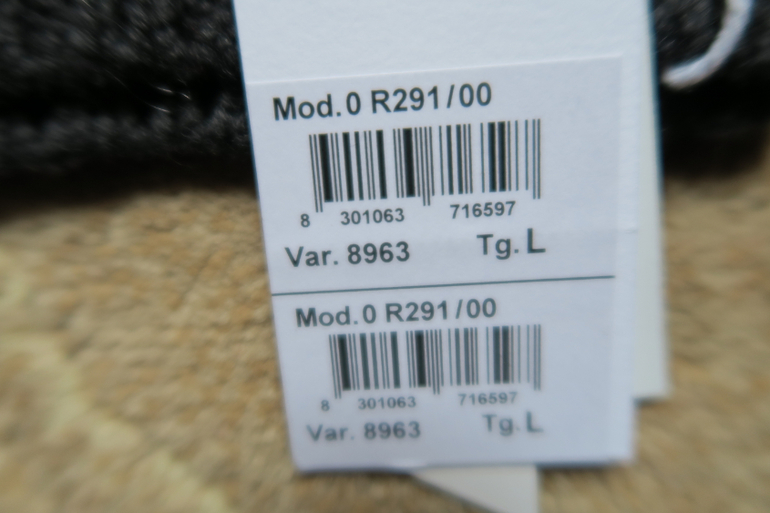 Mod.0 R291/00
8 301063 716597
Var. 8963 Tg. L
Mod.0 R291/00
8 301063 716597
Var. 8963 Tg. L